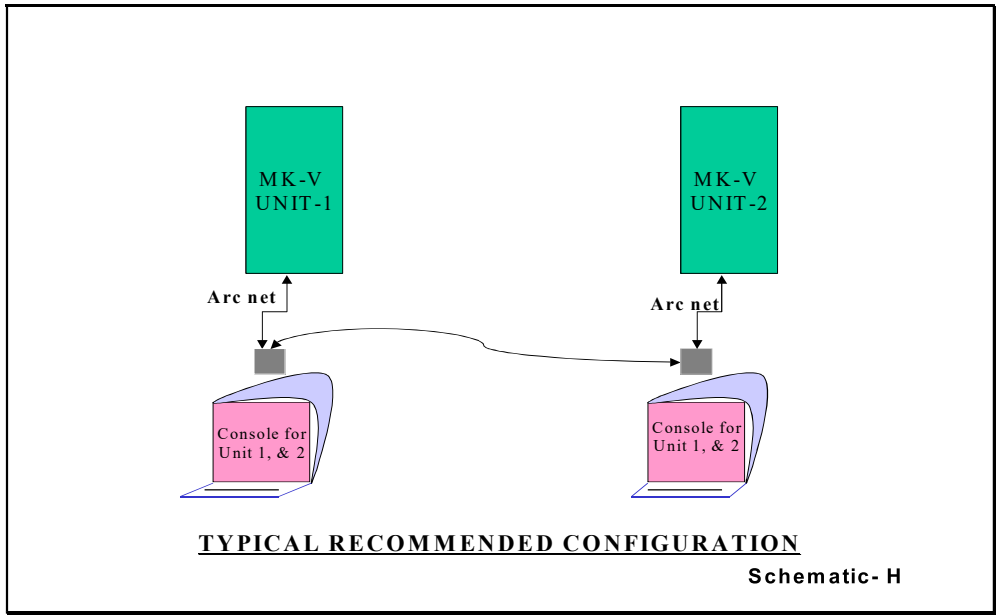 MK-V
UNIT-1
MK-V
UNIT-2
Arc net
Arc net
Console for
Unit 1, & 2
Console for
Unit 1, & 2
TYPICAL RECOMMENDED CONFIGURATION
Schematic- H